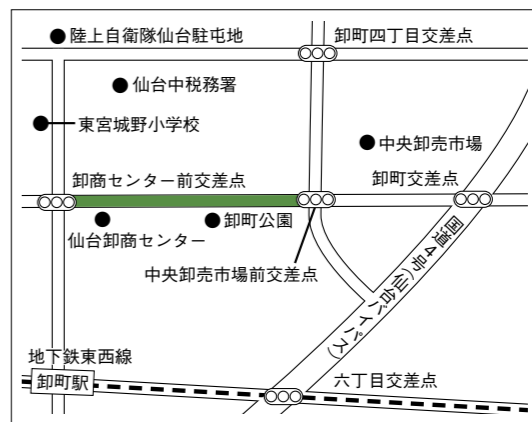 陸上自衛隊仙台駐屯地
卸町四丁目交差点
仙台中税務署
東宮城野小学校
中央卸売市場
卸商センター前交差点
卸町交差点
仙台卸商センター
卸町公園
中央卸売市場前交差点
国道4号(仙台バイパス)
地下鉄東西線
卸町駅
六丁目交差点